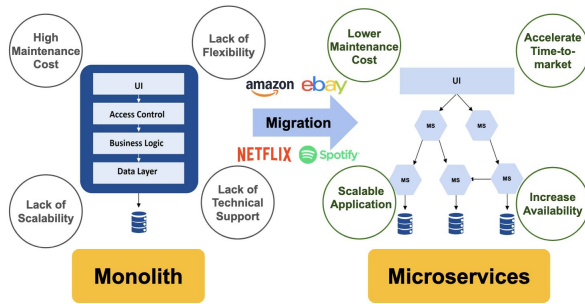 High
Maintenance
Cost
Lack of
Flexibility
UI
Access Control
Business Logic
Data Layer
Lack of
Scalability
Lack of
Technical
Support
Monolith
amazon ebay
Migration
NETFLIX Spotify
Lower
Maintenance
Cost
Accelerate
Time-to-
market
UI
MS MS
MS MS MS
Scalable
Application
Increase
Availability
Microservices